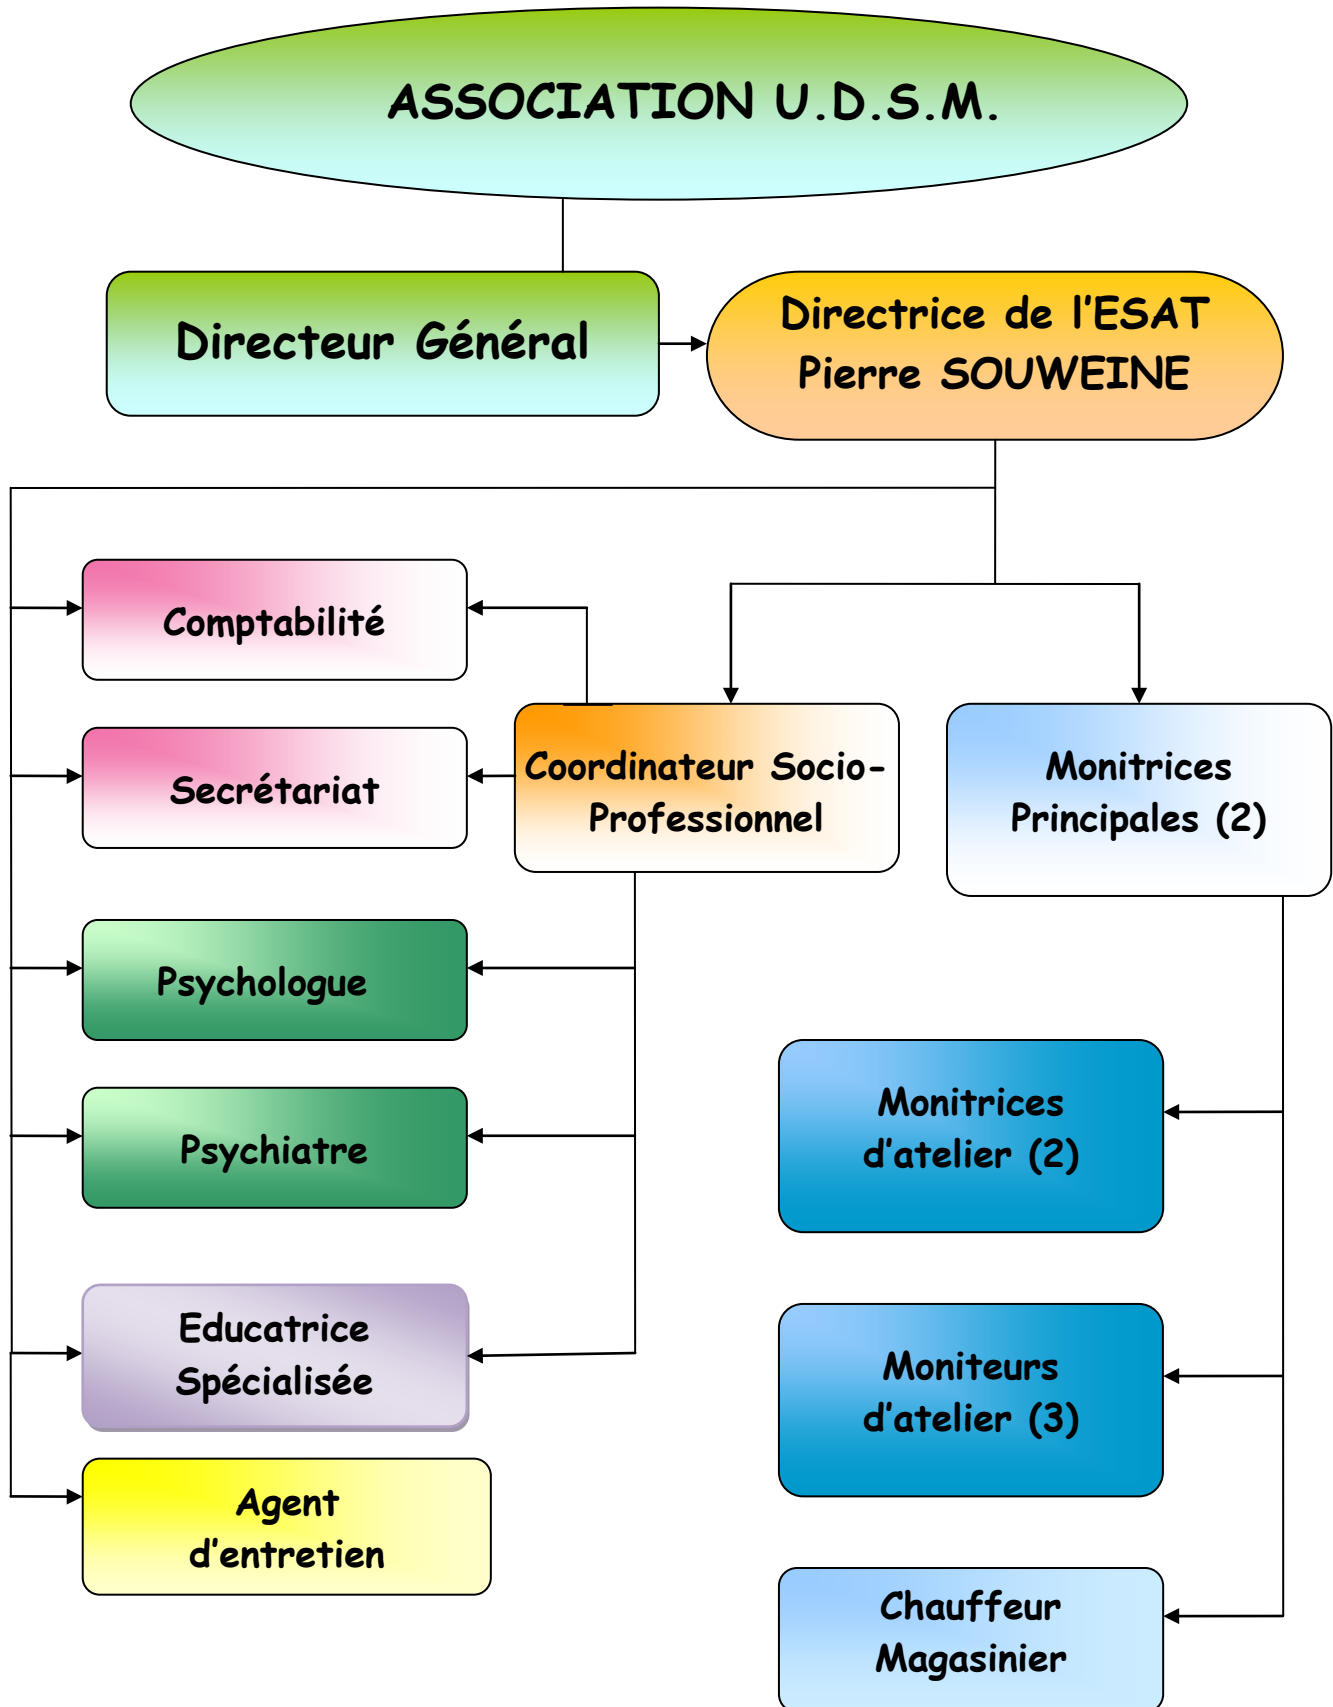 ASSOCIATION U.D.S.M.
Directeur Général
Directrice de l'ESAT
Pierre SOUWEINE
Comptabilité
Secrétariat
Coordinateur Socio-
Professionnel
Monitrices
Principales (2)
Psychologue
Psychiatre
Educatrice
Spécialisée
Agent
d'entretien
Monitrices
d'atelier (2)
Moniteurs
d'atelier (3)
Chauffeur
Magasinier